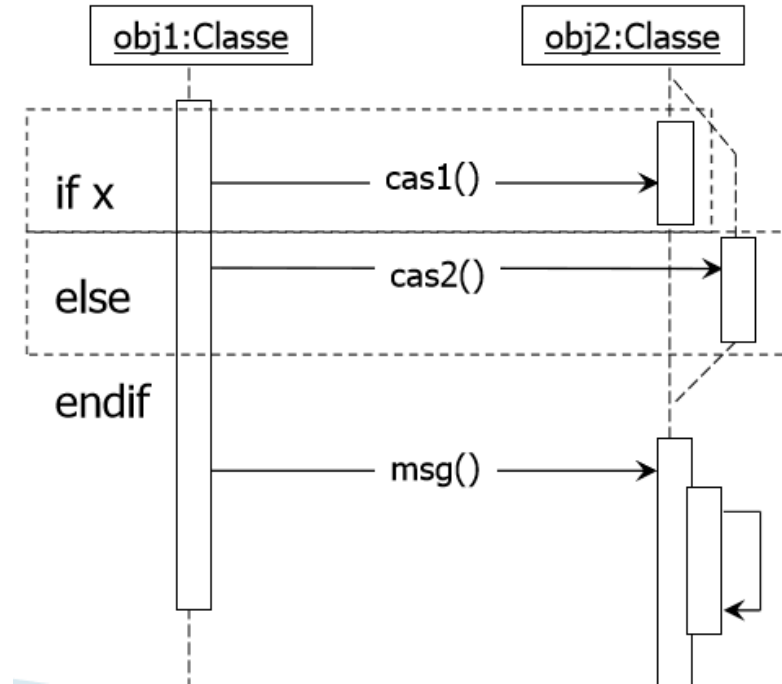 obj1:Classe
obj2:Classe
if x
cas1()
else
cas2()
endif
msg()